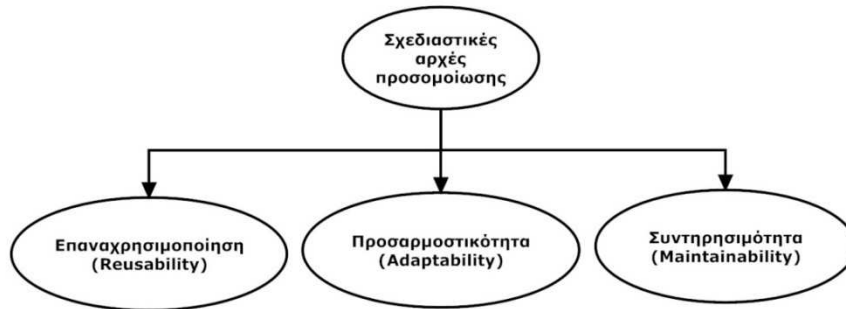 Σχεδιαστικές
αρχές
προσομοίωσης
Επαναχρησιμοποίηση
(Reusability)
Προσαρμοστικότητα
(Adaptability)
Συντηρησιμότητα
(Maintainability)